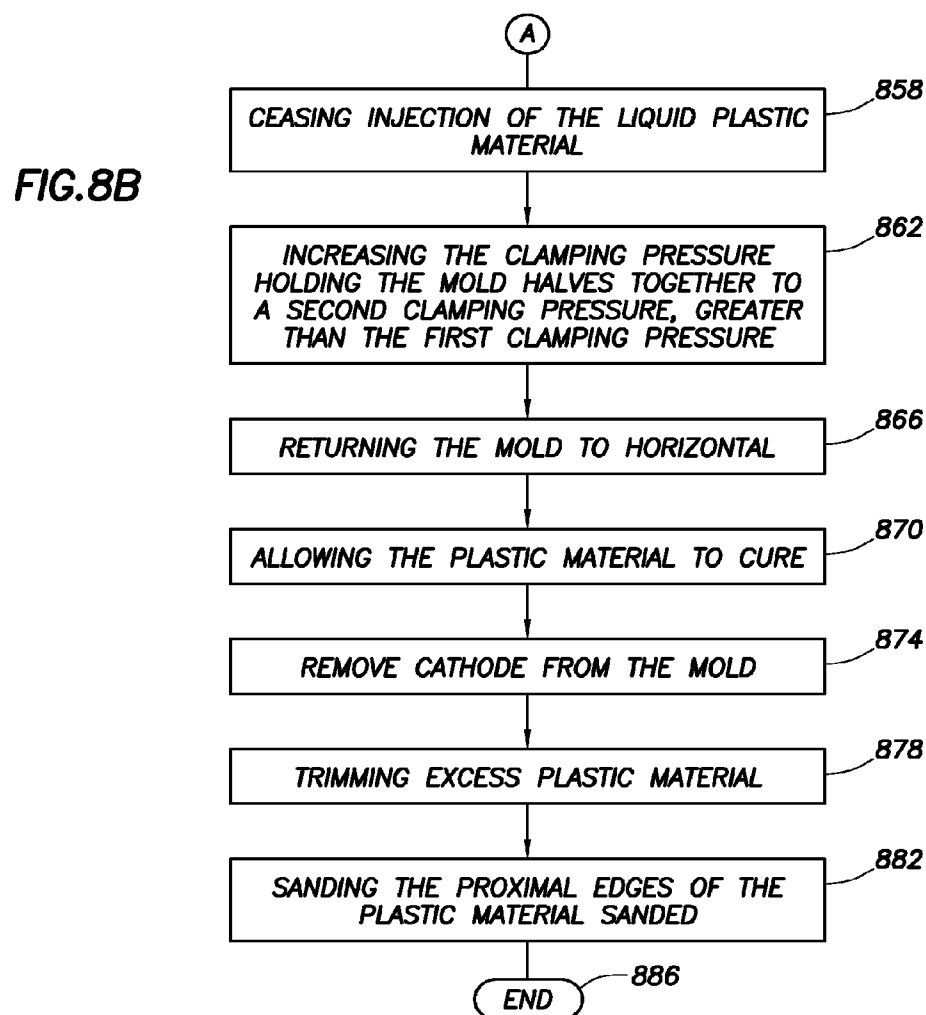 A
858
CEASING INJECTION OF THE LIQUID PLASTIC
MATERIAL
FIG.8B
862
INCREASING THE CLAMPING PRESSURE
HOLDING THE MOLD HALVES TOGETHER TO
A SECOND CLAMPING PRESSURE, GREATER
THAN THE FIRST CLAMPING PRESSURE
866
RETURNING THE MOLD TO HORIZONTAL
870
ALLOWING THE PLASTIC MATERIAL TO CURE
874
REMOVE CATHODE FROM THE MOLD
878
TRIMMING EXCESS PLASTIC MATERIAL
882
SANDING THE PROXIMAL EDGES OF THE
PLASTIC MATERIAL SANDED
886
END